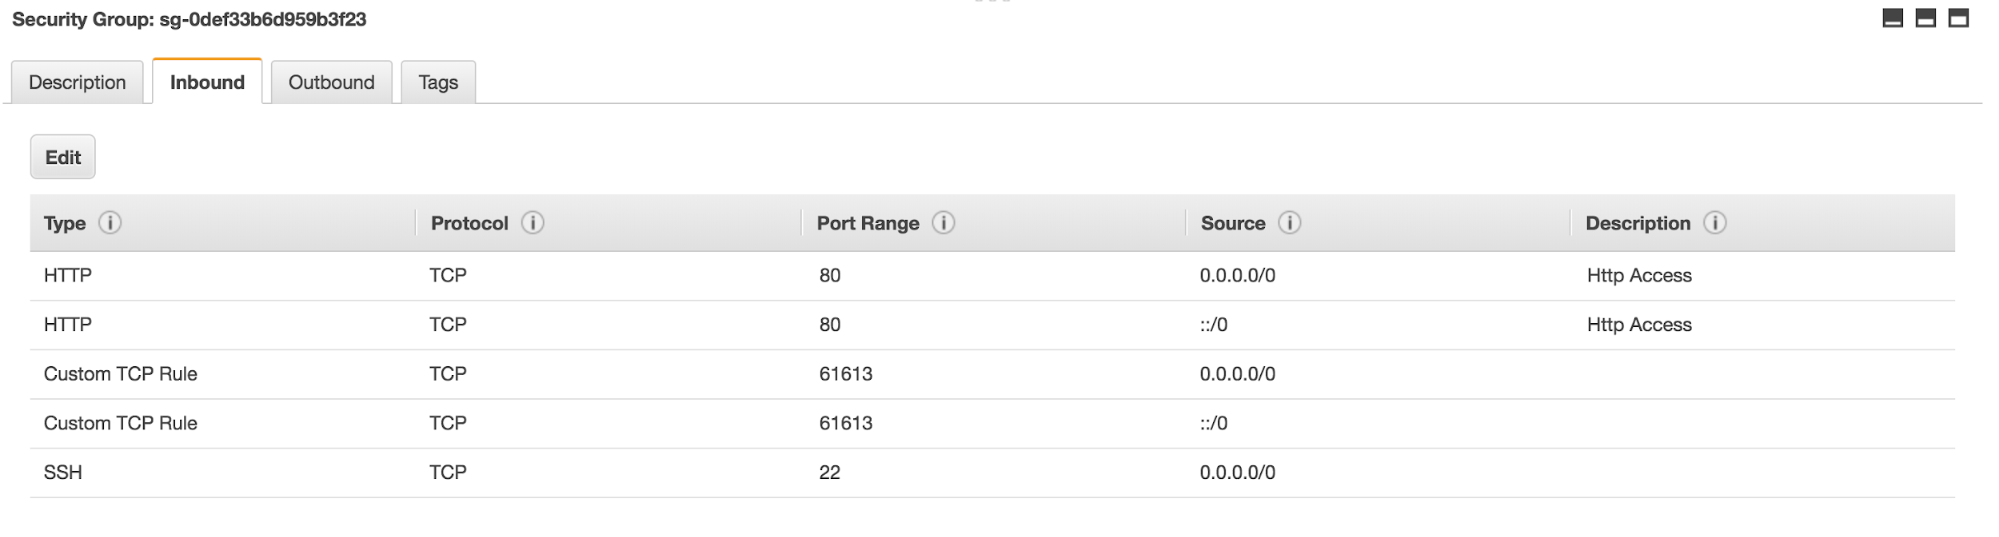 Security Group: sg-0def33b6d959b3f23
Description Inbound Outbound Tags
Edit
Type Protocol Port Range Source Description
HTTP TCP 80 0.0.0.0/0 Http Access
HTTP TCP 80 ::/0 Http Access
Custom TCP Rule TCP 61613 0.0.0.0/0
Custom TCP Rule TCP 61613 ::/0
SSH TCP 22 0.0.0.0/0